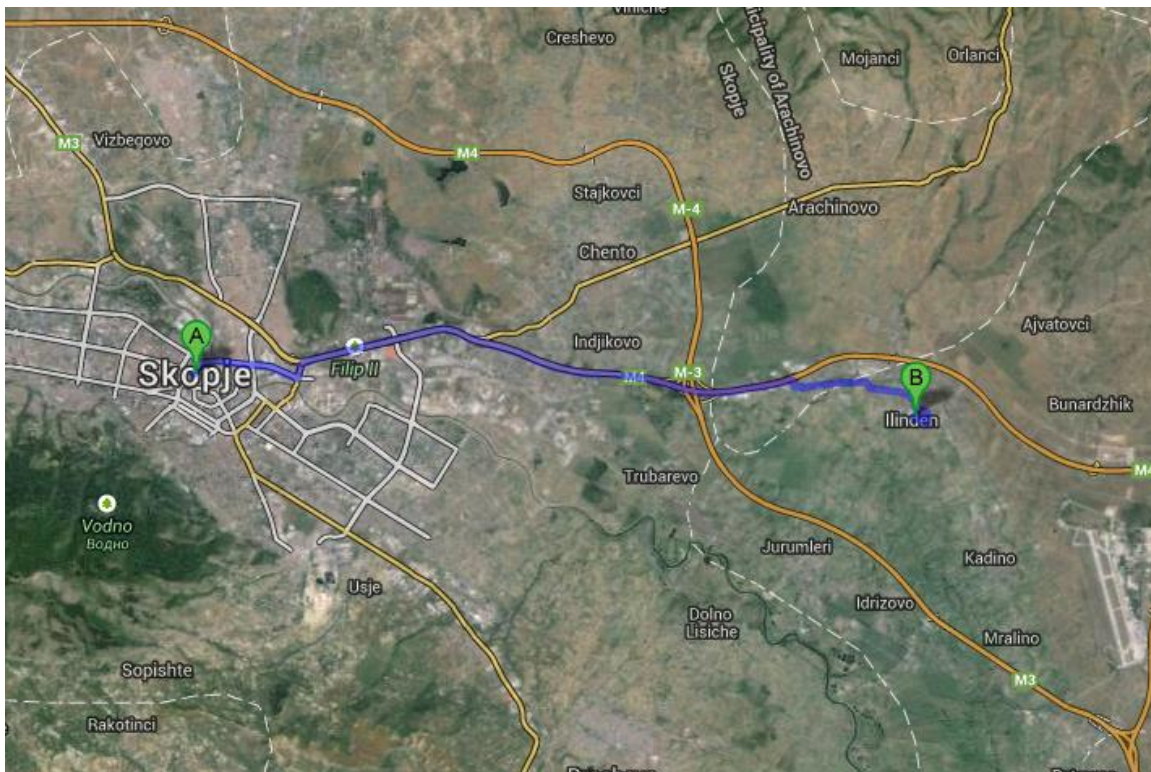 Creshevo
Mojanci
Orlanci
Municipality of Arachinovo
Skopje
M3
Vizbegovo
M4
Stajkovci
M-4
Arachinovo
Chento
A
Skopje
Filip II
Indjikovo
M4
M-3
Ajvatovci
B
Ilinden
Bunardzhik
M4
Trubarevo
Vodno
Водно
Jurumleri
Kadino
Usje
Idrizovo
Dolno
Lisiche
Mralino
Sopishte
M3
Rakotinci